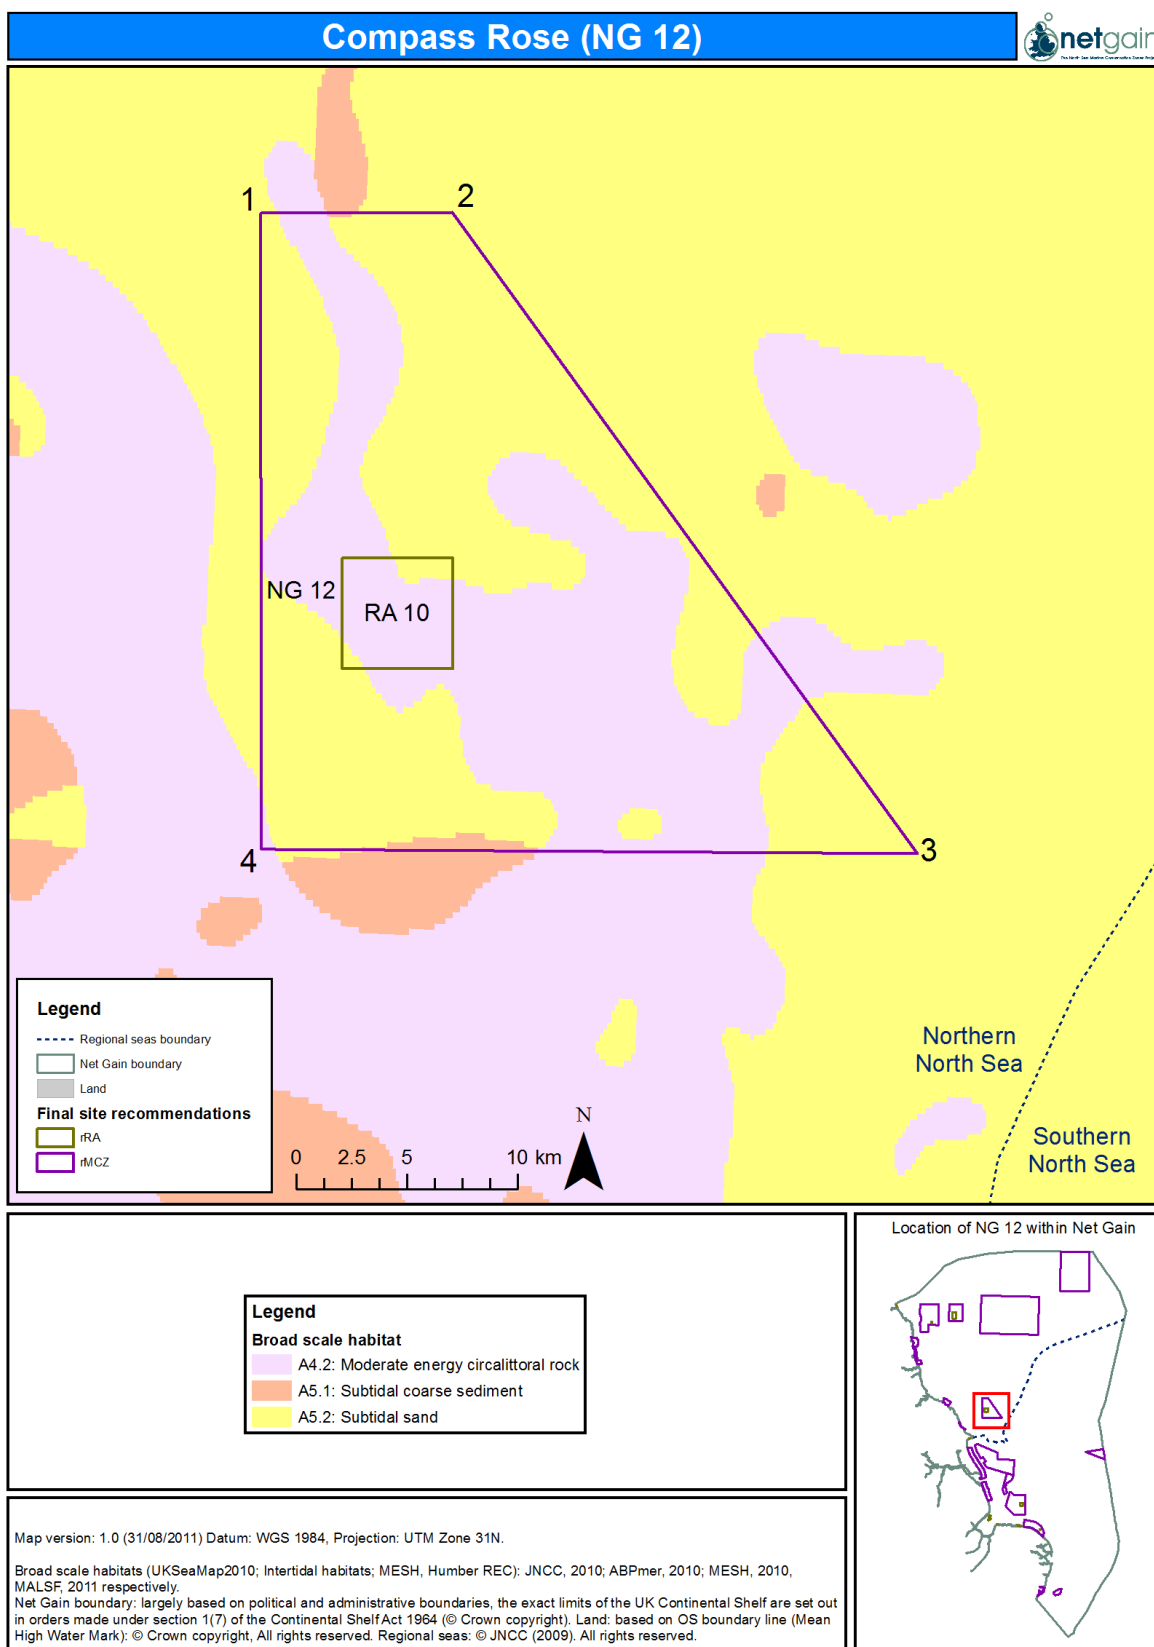 Compass Rose (NG 12)
netgain
The North Sea Marine Conservation Zones Project
1
2
NG 12
RA 10
4
3
Legend
Regional seas boundary
Net Gain boundary
Land
Final site recommendations
rRA
rMCZ
0 2.5 5 10 km
N
Northern
North Sea
Southern
North Sea
Legend
Broad scale habitat
A4.2: Moderate energy circalittoral rock
A5.1: Subtidal coarse sediment
A5.2: Subtidal sand
Location of NG 12 within Net Gain
Map version: 1.0 (31/08/2011) Datum: WGS 1984, Projection: UTM Zone 31N.
Broad scale habitats (UKSeaMap2010; Intertidal habitats; MESH, Humber REC): JNCC, 2010; ABPmer, 2010; MESH, 2010,
MALSF, 2011 respectively.
Net Gain boundary: largely based on political and administrative boundaries, the exact limits of the UK Continental Shelf are set out
in orders made under section 1(7) of the Continental Shelf Act 1964 (© Crown copyright). Land: based on OS boundary line (Mean
High Water Mark): © Crown copyright, All rights reserved. Regional seas: © JNCC (2009). All rights reserved.